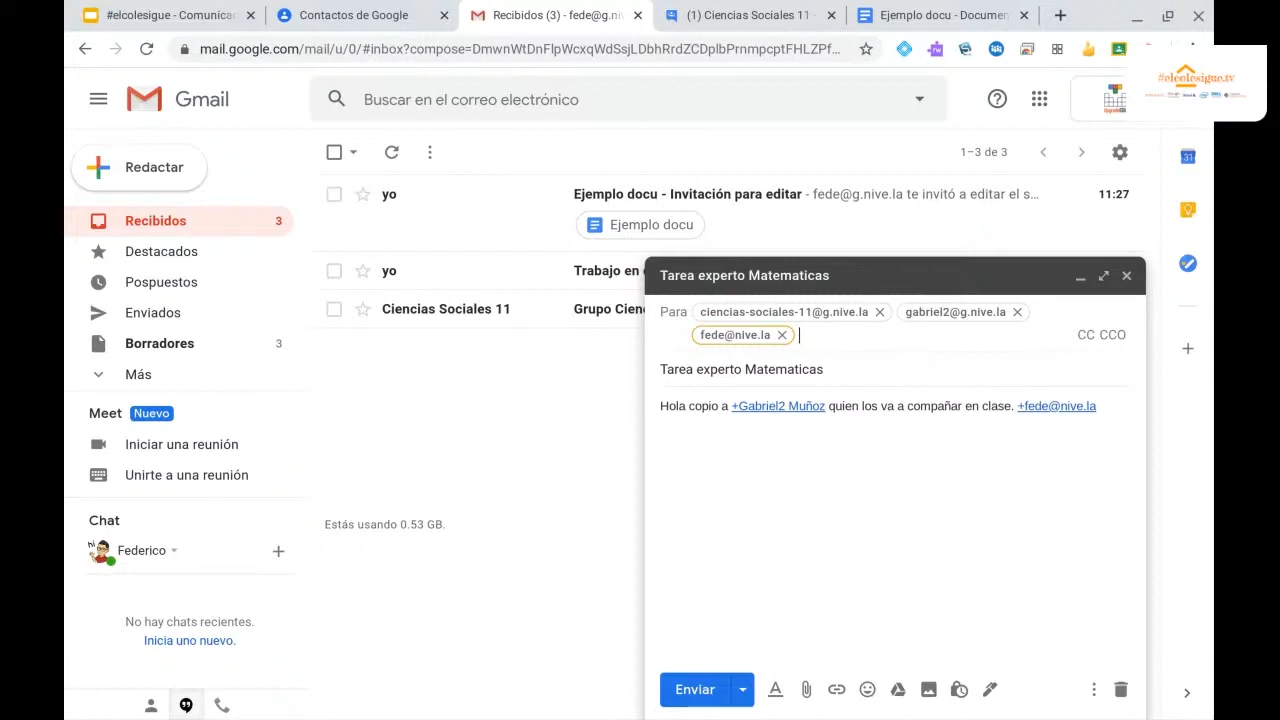 #elcolesigue - Comunicac
Contactos de Google
Recibidos (3) - fede@g.niv
(1) Ciencias Sociales 11 -
Ejemplo docu - Documen
mail.google.com/mail/u/0/#inbox?compose=DmwnWtDnFlpWcxqWdSsjLDbhRrdZCDplbPrnmpcptFHLZPf...
#elcolesigue.tv
Gmail
Buscar en el correo electrónico
Redactar
1–3 de 3
yo
Ejemplo docu - Invitación para editar - fede@g.nive.la te invitó a editar el s...
11:27
Ejemplo docu
yo
Trabajo en
Ciencias Sociales 11
Grupo Cien
Recibidos 3
Destacados
Pospuestos
Enviados
Borradores 3
Más
Meet Nuevo
Iniciar una reunión
Unirte a una reunión
Chat
hi
Federico
No hay chats recientes.
Inicia uno nuevo.
Estás usando 0.53 GB.
Tarea experto Matematicas
Para ciencias-sociales-11@g.nive.la gabriel2@g.nive.la
fede@nive.la CC CCO
Tarea experto Matematicas
Hola copio a +Gabriel2 Muñoz quien los va a compañar en clase. +fede@nive.la
Enviar
31